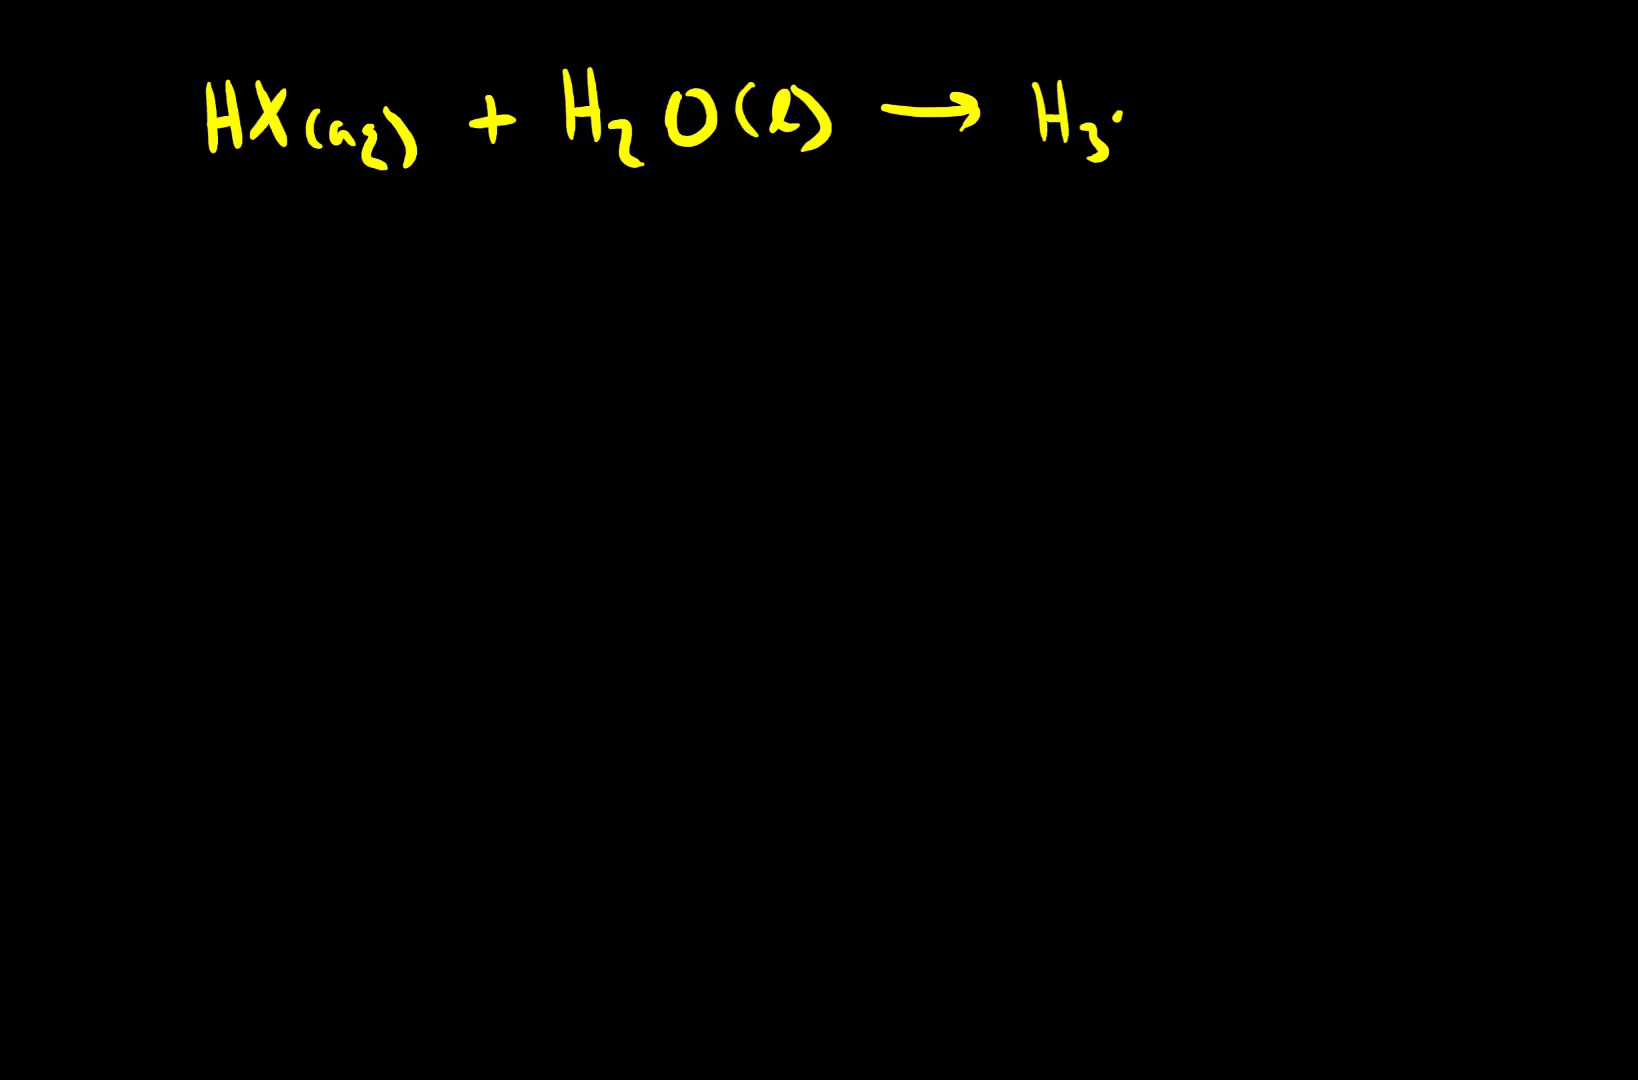 HX(aq) + H₂O(l) → H₃